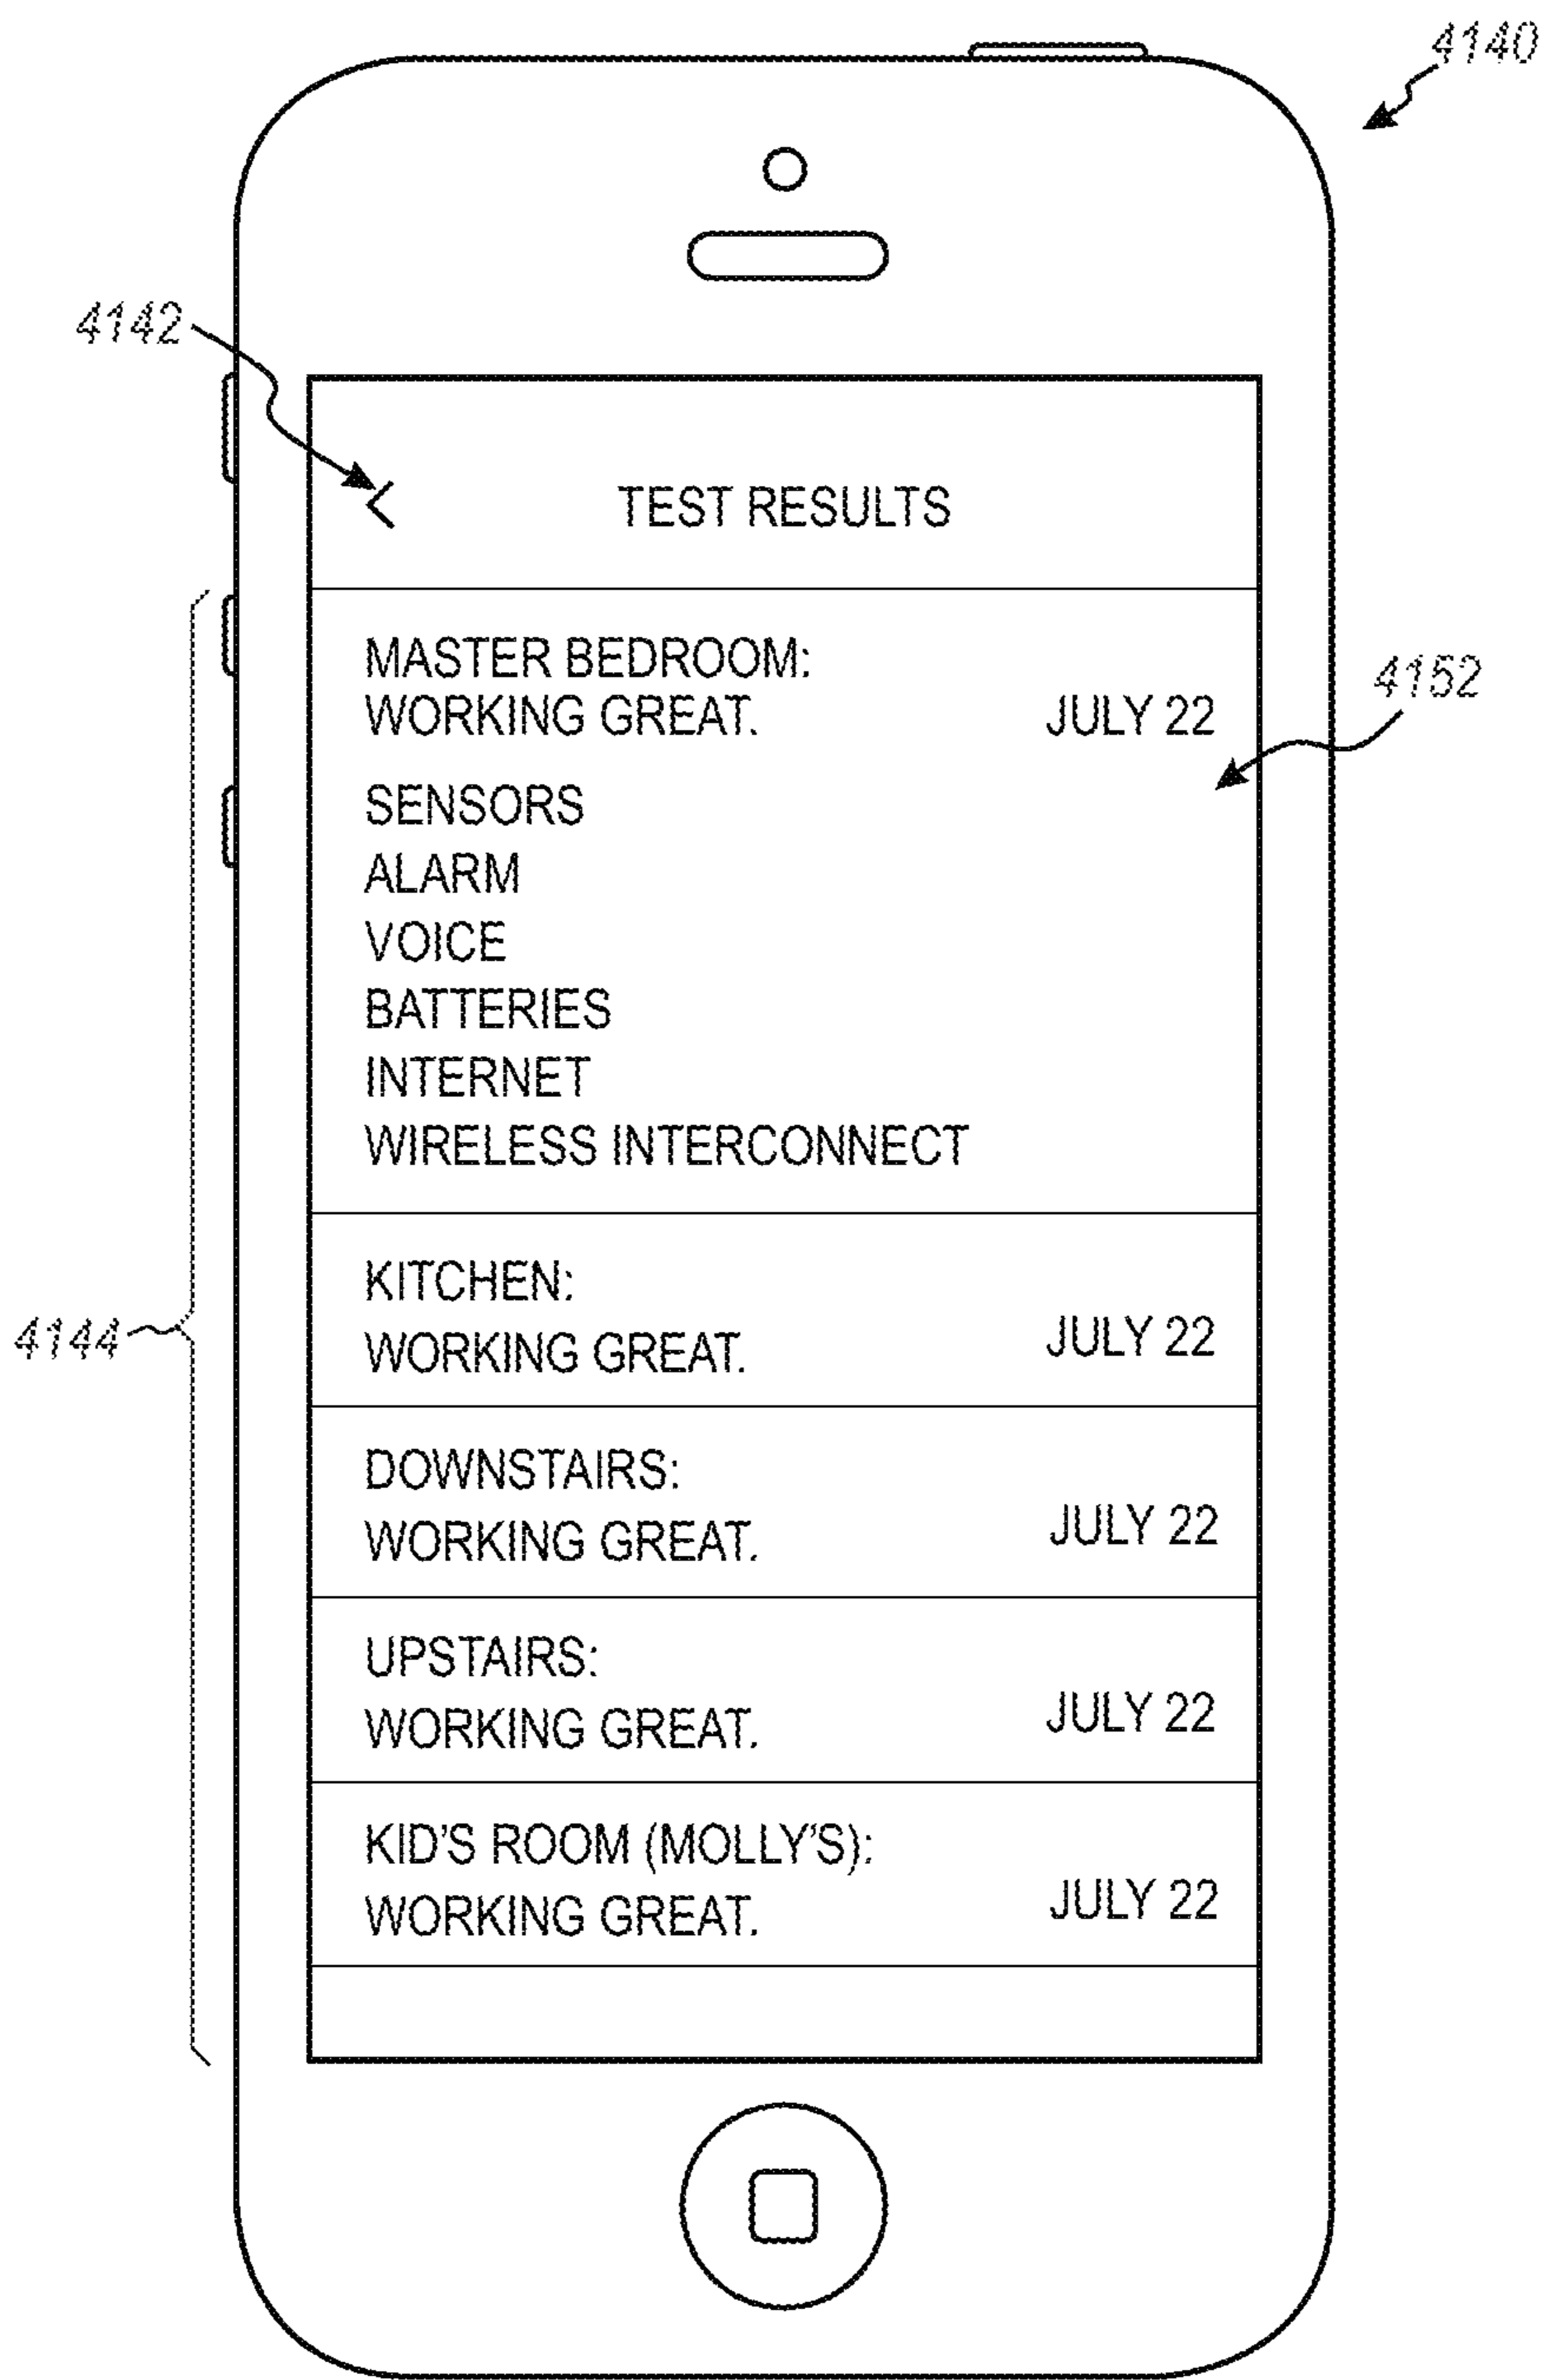 4140
4142
<
TEST RESULTS
MASTER BEDROOM:
WORKING GREAT. JULY 22
4152
SENSORS
ALARM
VOICE
BATTERIES
INTERNET
WIRELESS INTERCONNECT
KITCHEN:
WORKING GREAT. JULY 22
4144
DOWNSTAIRS:
WORKING GREAT. JULY 22
UPSTAIRS:
WORKING GREAT. JULY 22
KID'S ROOM (MOLLY'S):
WORKING GREAT. JULY 22